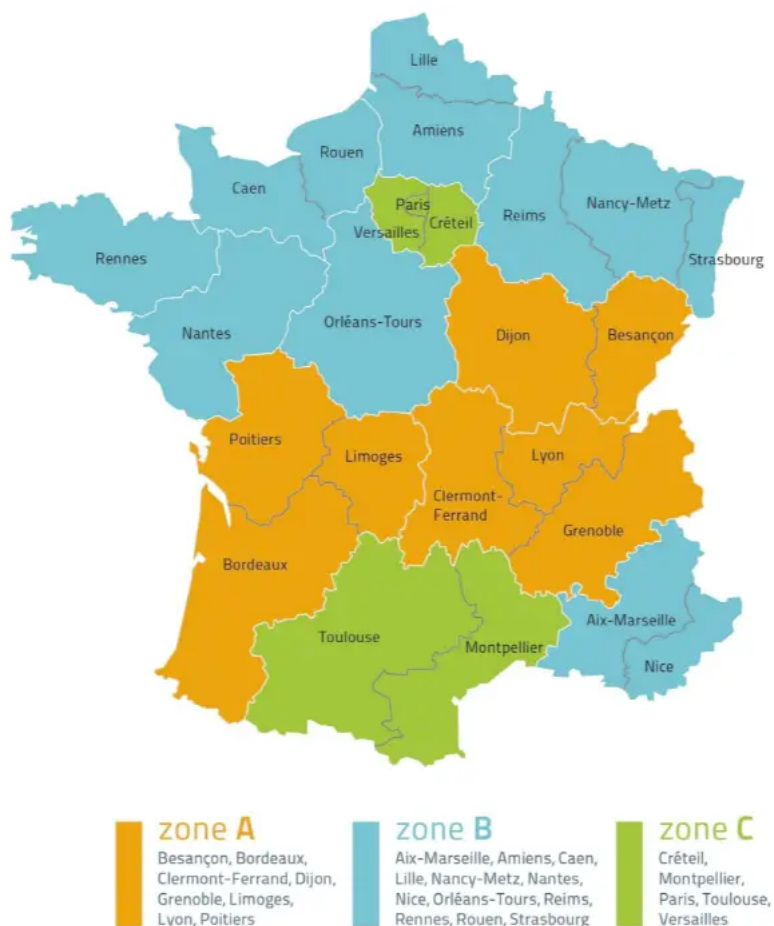 Lille
Amiens
Rouen
Caen
Paris
Reims
Nancy-Metz
Créteil
Versailles
Rennes
Strasbourg
Nantes
Orléans-Tours
Dijon
Besançon
Poitiers
Limoges
Lyon
Clermont-
Ferrand
Grenoble
Bordeaux
Aix-Marseille
Toulouse
Montpellier
Nice
zone A
Besançon, Bordeaux,
Clermont-Ferrand, Dijon,
Grenoble, Limoges,
Lyon, Poitiers
zone B
Aix-Marseille, Amiens, Caen,
Lille, Nancy-Metz, Nantes,
Nice, Orléans-Tours, Reims,
Rennes, Rouen, Strasbourg
zone C
Créteil,
Montpellier,
Paris, Toulouse,
Versailles